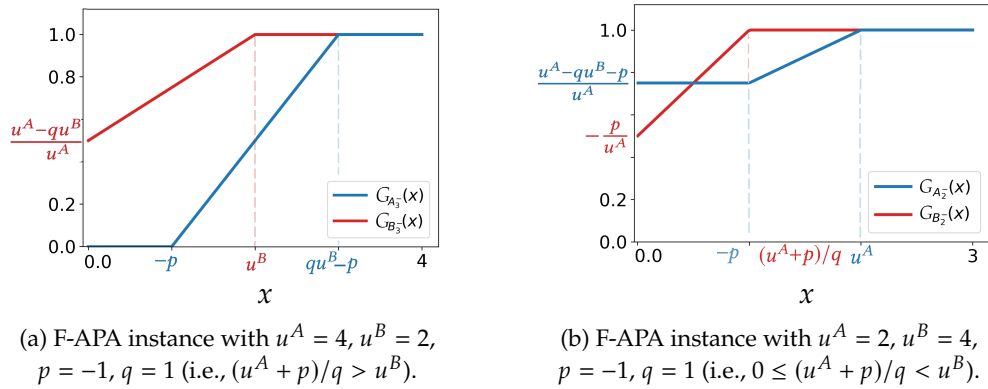 1.0
0.2
0.0
(u^A − qu^B)/u^A
0.0 −p u^B qu^B−p 4
x
G_{A_3^-}(x)
G_{B_3^-}(x)
(a) F-APA instance with u^A = 4, u^B = 2,
p = −1, q = 1 (i.e., (u^A + p)/q > u^B).
1.0
(u^A−qu^B−p)/u^A
−p/u^A
0.2
0.0
0.0 −p (u^A+p)/q u^A 3
x
G_{A_2^-}(x)
G_{B_2^-}(x)
(b) F-APA instance with u^A = 2, u^B = 4,
p = −1, q = 1 (i.e., 0 ≤ (u^A + p)/q < u^B).